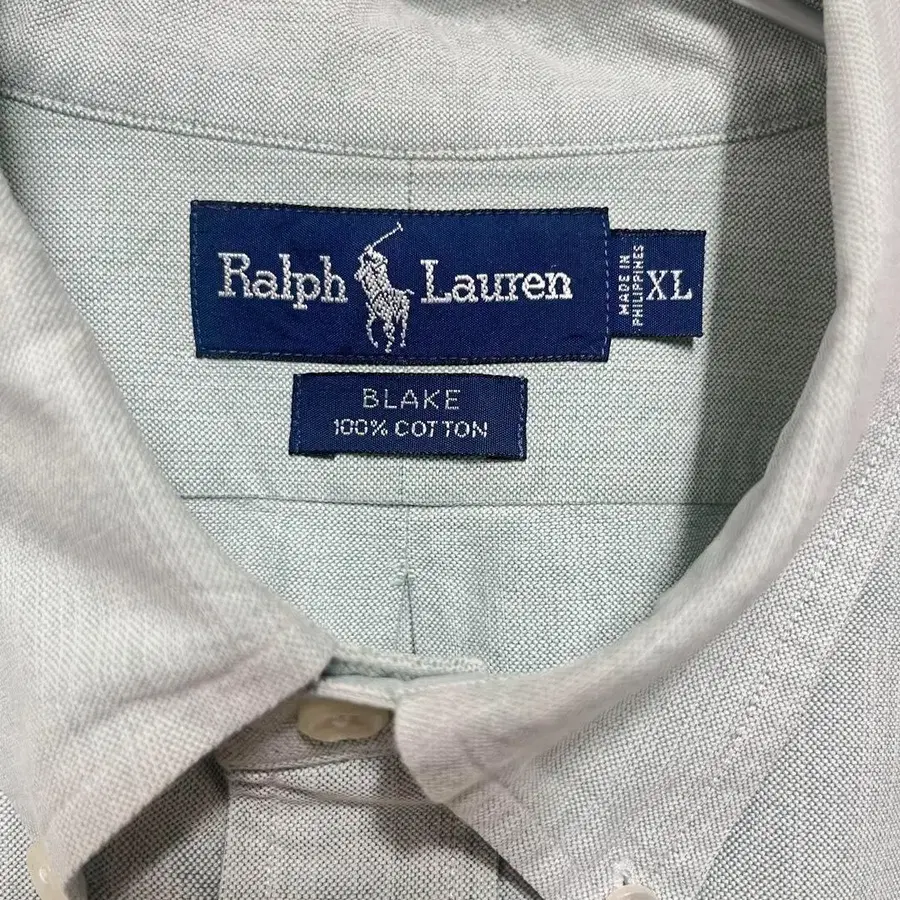 Ralph Lauren
MADE IN
PHILIPPINES
XL
BLAKE
100% COTTON